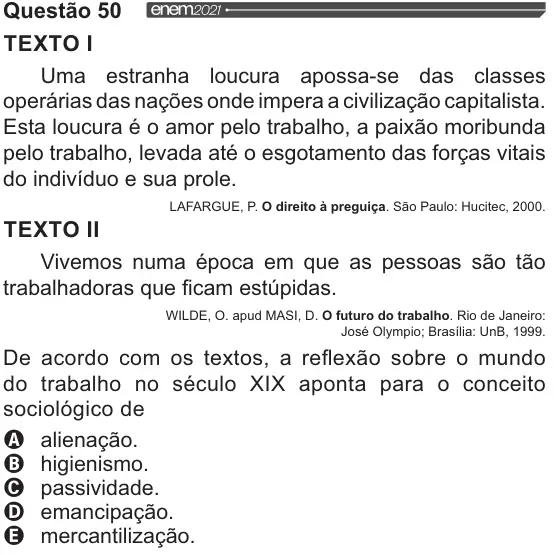 Questão 50 enem2021
TEXTO I
Uma estranha loucura apossa-se das classes
operárias das nações onde impera a civilização capitalista.
Esta loucura é o amor pelo trabalho, a paixão moribunda
pelo trabalho, levada até o esgotamento das forças vitais
do indivíduo e sua prole.
LAFARGUE, P. O direito à preguiça. São Paulo: Hucitec, 2000.
TEXTO II
Vivemos numa época em que as pessoas são tão
trabalhadoras que ficam estúpidas.
WILDE, O. apud MASI, D. O futuro do trabalho. Rio de Janeiro:
José Olympio; Brasília: UnB, 1999.
De acordo com os textos, a reflexão sobre o mundo
do trabalho no século XIX aponta para o conceito
sociológico de
A alienação.
B higienismo.
C passividade.
D emancipação.
E mercantilização.